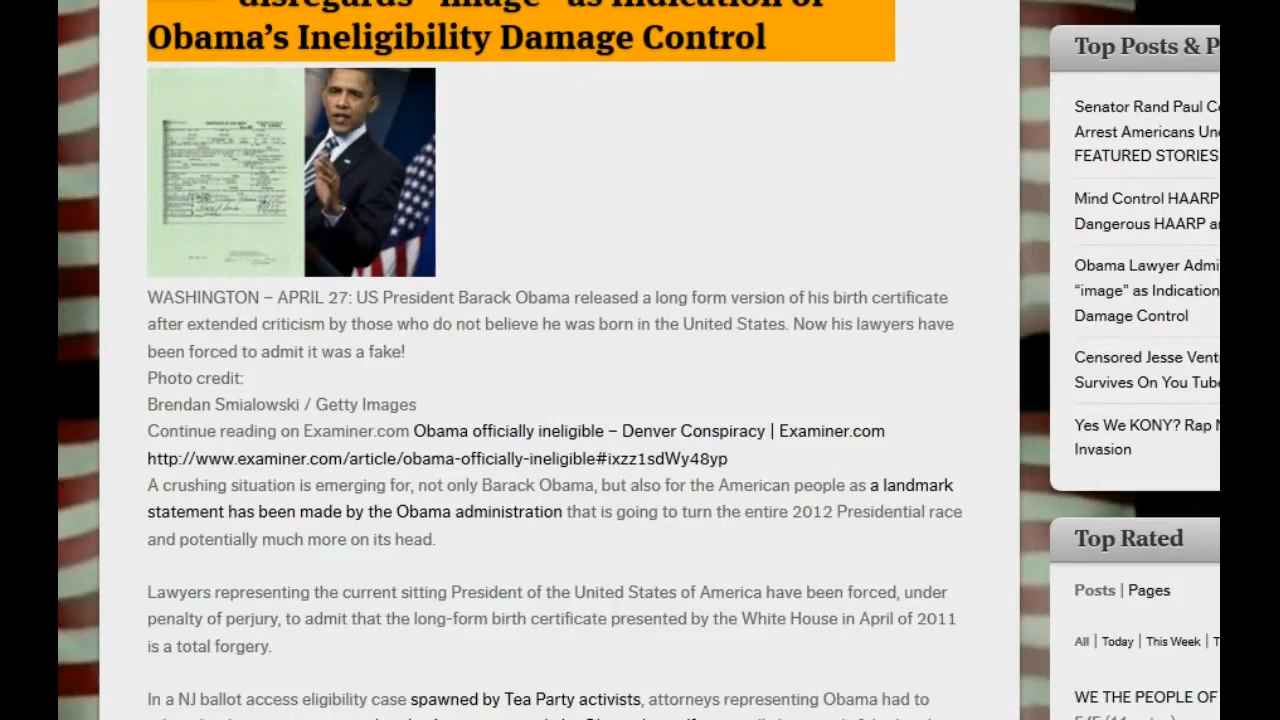 disregards "image" as Indication of
Obama's Ineligibility Damage Control
WASHINGTON – APRIL 27: US President Barack Obama released a long form version of his birth certificate
after extended criticism by those who do not believe he was born in the United States. Now his lawyers have
been forced to admit it was a fake!
Photo credit:
Brendan Smialowski / Getty Images
Continue reading on Examiner.com Obama officially ineligible – Denver Conspiracy | Examiner.com
http://www.examiner.com/article/obama-officially-ineligible#ixzz1sdWy48yp
A crushing situation is emerging for, not only Barack Obama, but also for the American people as a landmark
statement has been made by the Obama administration that is going to turn the entire 2012 Presidential race
and potentially much more on its head.
Lawyers representing the current sitting President of the United States of America have been forced, under
penalty of perjury, to admit that the long-form birth certificate presented by the White House in April of 2011
is a total forgery.
In a NJ ballot access eligibility case spawned by Tea Party activists, attorneys representing Obama had to
Top Posts & P
Senator Rand Paul C
Arrest Americans Un
FEATURED STORIES
Mind Control HAARP
Dangerous HAARP a
Obama Lawyer Admi
"image" as Indication
Damage Control
Censored Jesse Vent
Survives On You Tub
Yes We KONY? Rap
Invasion
Top Rated
Posts | Pages
All | Today | This Week |
WE THE PEOPLE OF